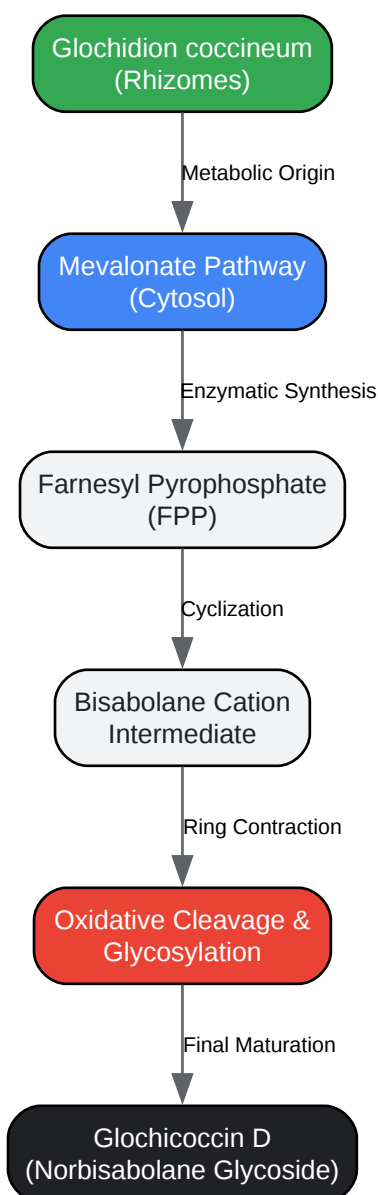 Glochidion coccineum
(Rhizomes)
Metabolic Origin
Mevalonate Pathway
(Cytosol)
Enzymatic Synthesis
Farnesyl Pyrophosphate
(FPP)
Cyclization
Bisabolane Cation
Intermediate
Ring Contraction
Oxidative Cleavage &
Glycosylation
Final Maturation
Glochicoccin D
(Norbisabolane Glycoside)